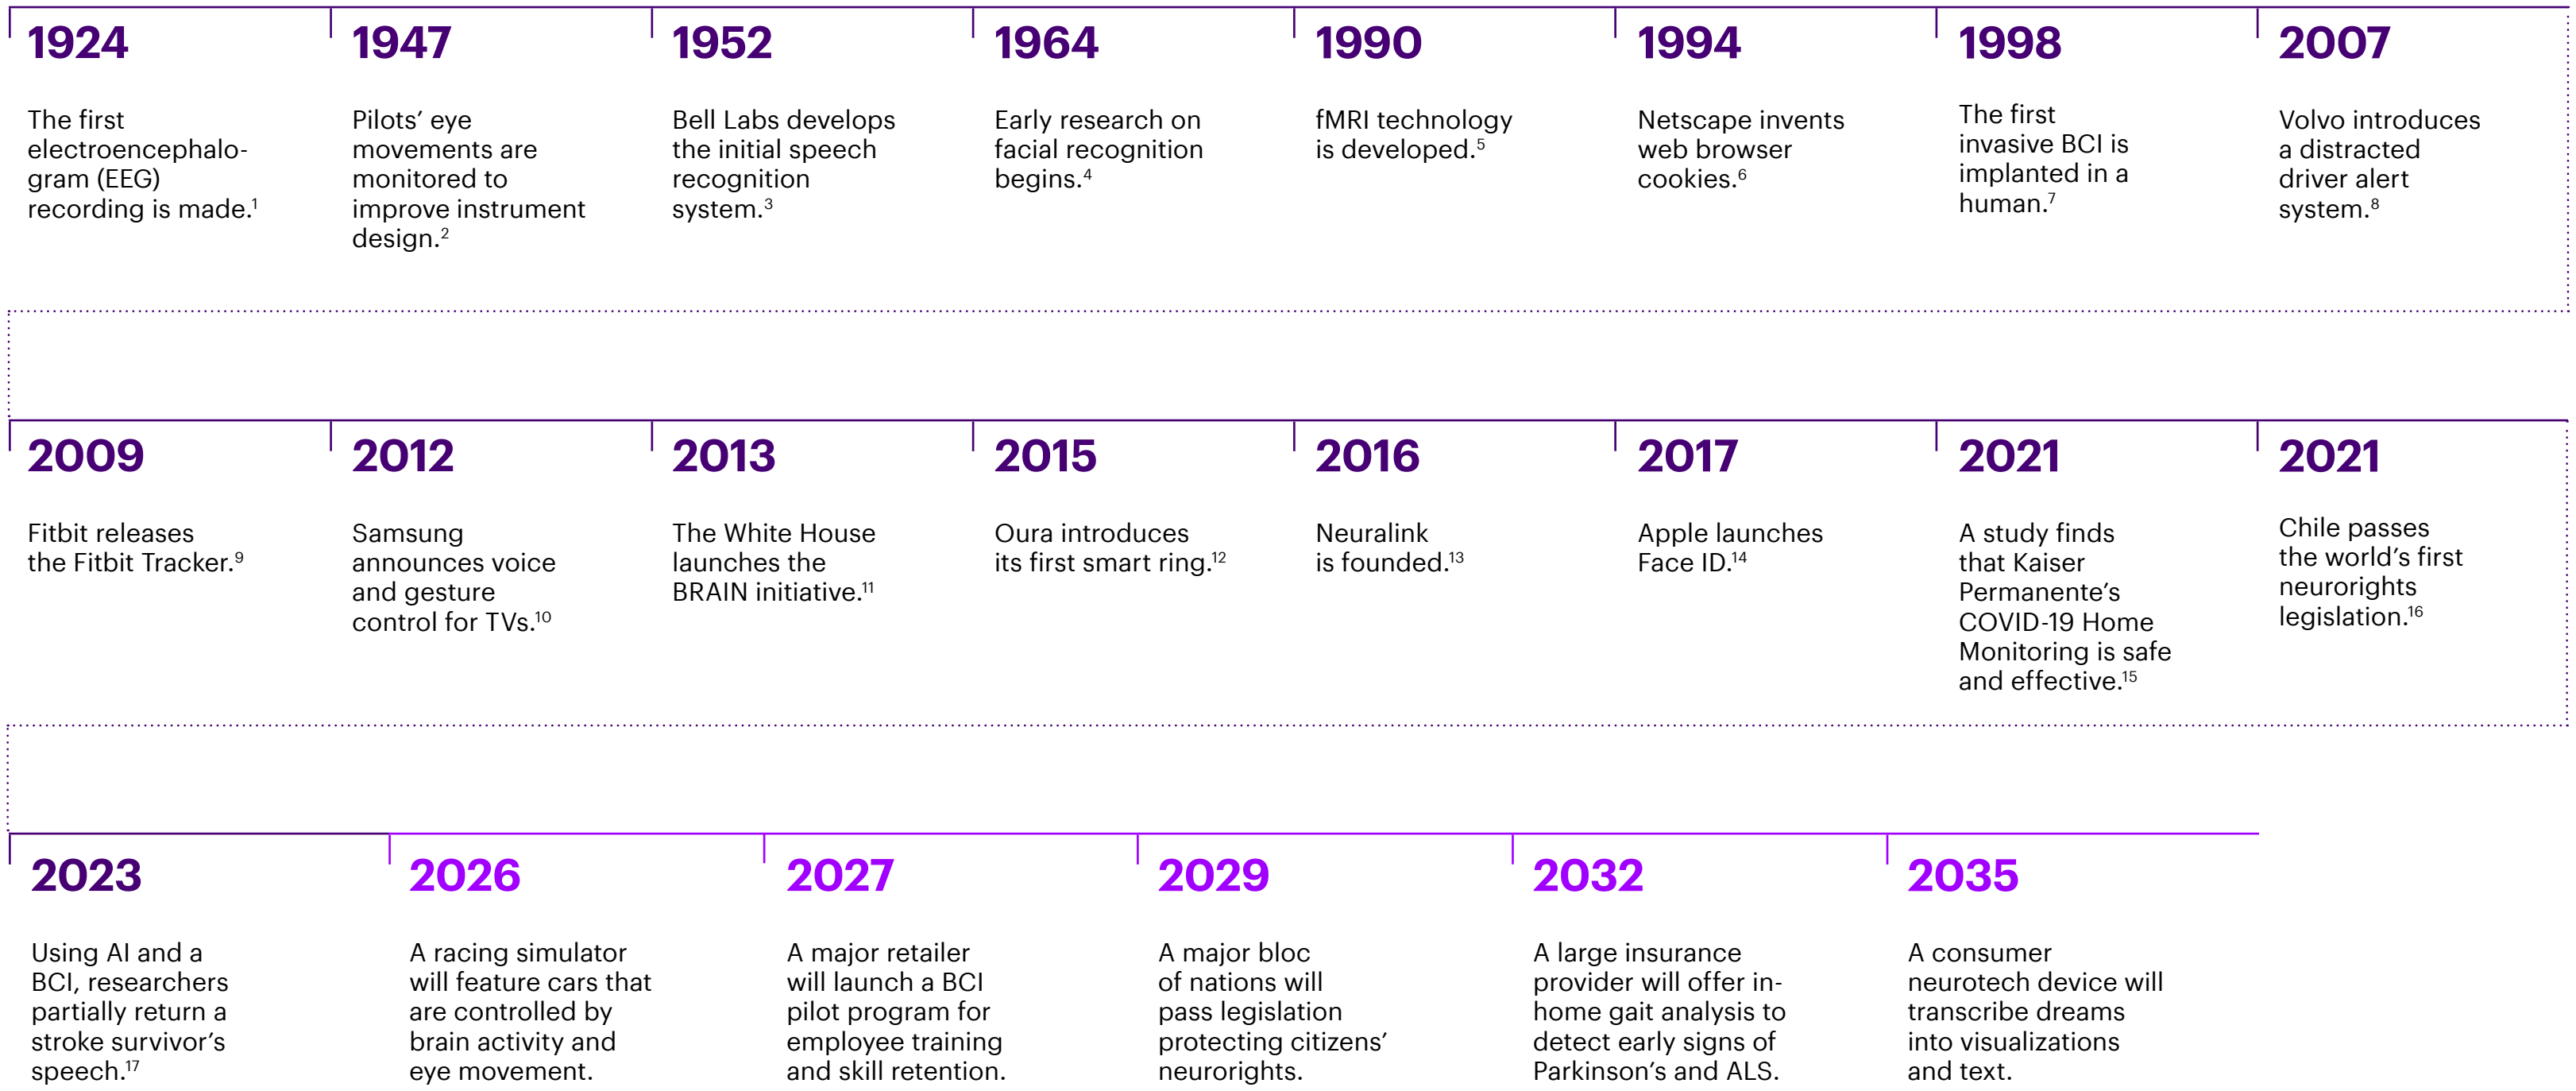 1924
The first
electroencephalo-
gram (EEG)
recording is made.¹
1947
Pilots’ eye
movements are
monitored to
improve instrument
design.²
1952
Bell Labs develops
the initial speech
recognition
system.³
1964
Early research on
facial recognition
begins.⁴
1990
fMRI technology
is developed.⁵
1994
Netscape invents
web browser
cookies.⁶
1998
The first
invasive BCI is
implanted in a
human.⁷
2007
Volvo introduces
a distracted
driver alert
system.⁸
2009
Fitbit releases
the Fitbit Tracker.⁹
2012
Samsung
announces voice
and gesture
control for TVs.¹⁰
2013
The White House
launches the
BRAIN initiative.¹¹
2015
Oura introduces
its first smart ring.¹²
2016
Neuralink
is founded.¹³
2017
Apple launches
Face ID.¹⁴
2021
A study finds
that Kaiser
Permanente’s
COVID-19 Home
Monitoring is safe
and effective.¹⁵
2021
Chile passes
the world’s first
neurorights
legislation.¹⁶
2023
Using AI and a
BCI, researchers
partially return a
stroke survivor’s
speech.¹⁷
2026
A racing simulator
will feature cars that
are controlled by
brain activity and
eye movement.
2027
A major retailer
will launch a BCI
pilot program for
employee training
and skill retention.
2029
A major bloc
of nations will
pass legislation
protecting citizens’
neurorights.
2032
A large insurance
provider will offer in-
home gait analysis to
detect early signs of
Parkinson’s and ALS.
2035
A consumer
neurotech device will
transcribe dreams
into visualizations
and text.